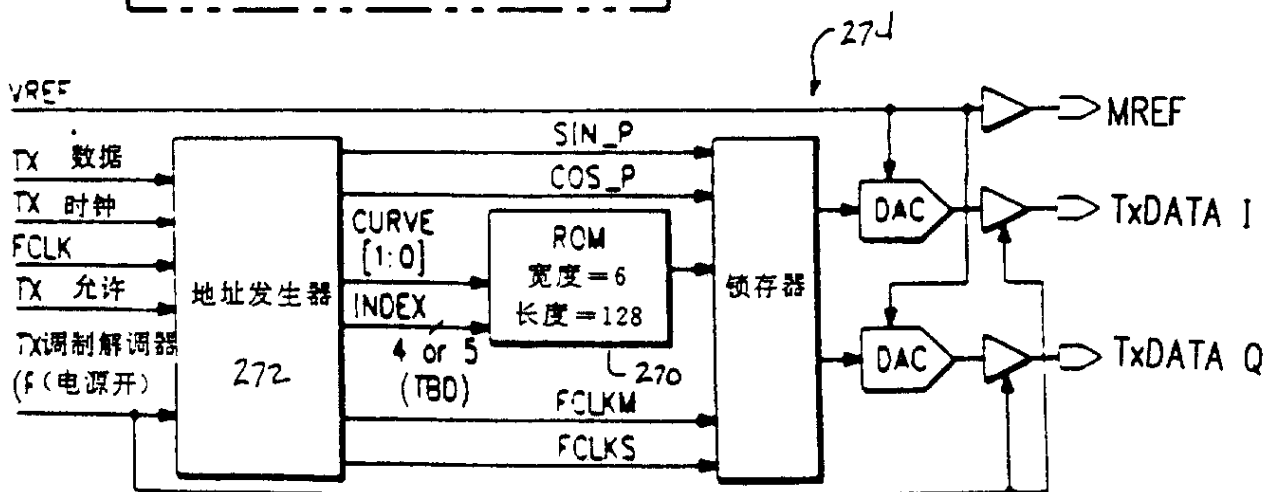 274
VREF
MREF
TX 数据
SIN_P
TX 时钟
COS_P
DAC
TxDATA I
FCLK
CURVE
[1:0]
ROM
宽度=6
长度=128
TX 允许
地址发生器
锁存器
INDEX
TX调制解调器
(电源开)
272
4 or 5
(TBD)
270
DAC
TxDATA Q
FCLKM
FCLKS